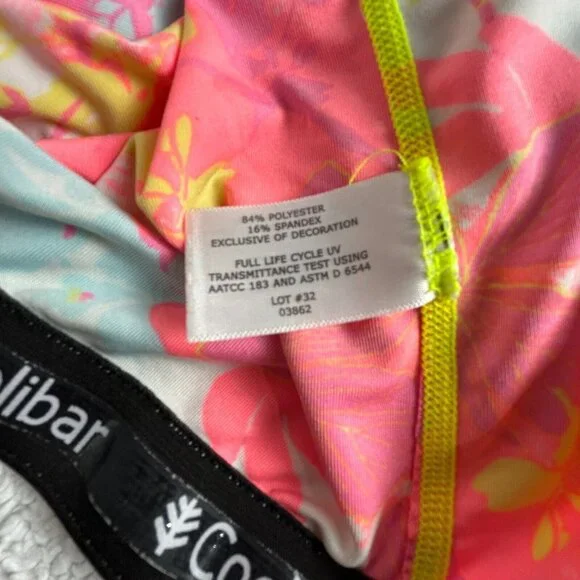 84% POLYESTER
16% SPANDEX
EXCLUSIVE OF DECORATION
FULL LIFE CYCLE UV
TRANSMITTANCE TEST USING
AATCC 183 AND ASTM D 6544
LOT #32
03862
olibar
Coo